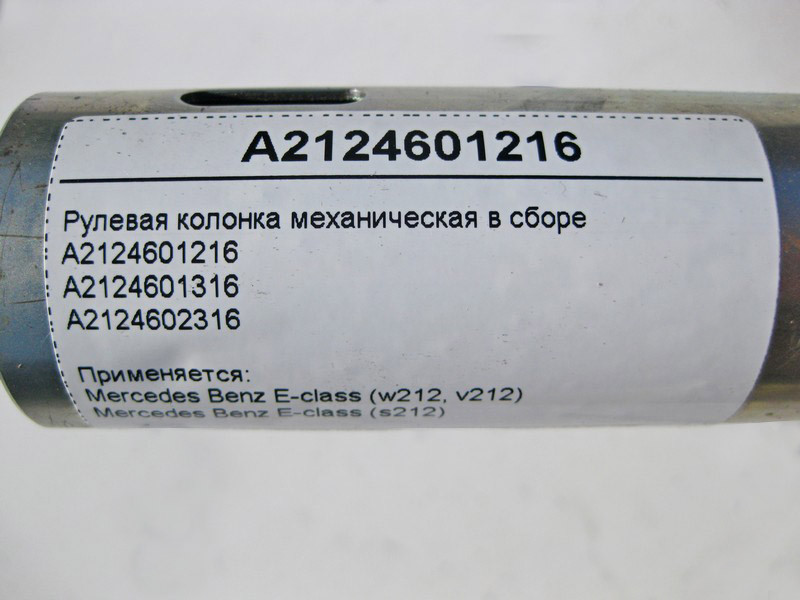 A2124601216
Рулевая колонка механическая в сборе
A2124601216
A2124601316
A2124602316
Применяется:
Mercedes Benz E-class (w212, v212)
Mercedes Benz E-class (s212)